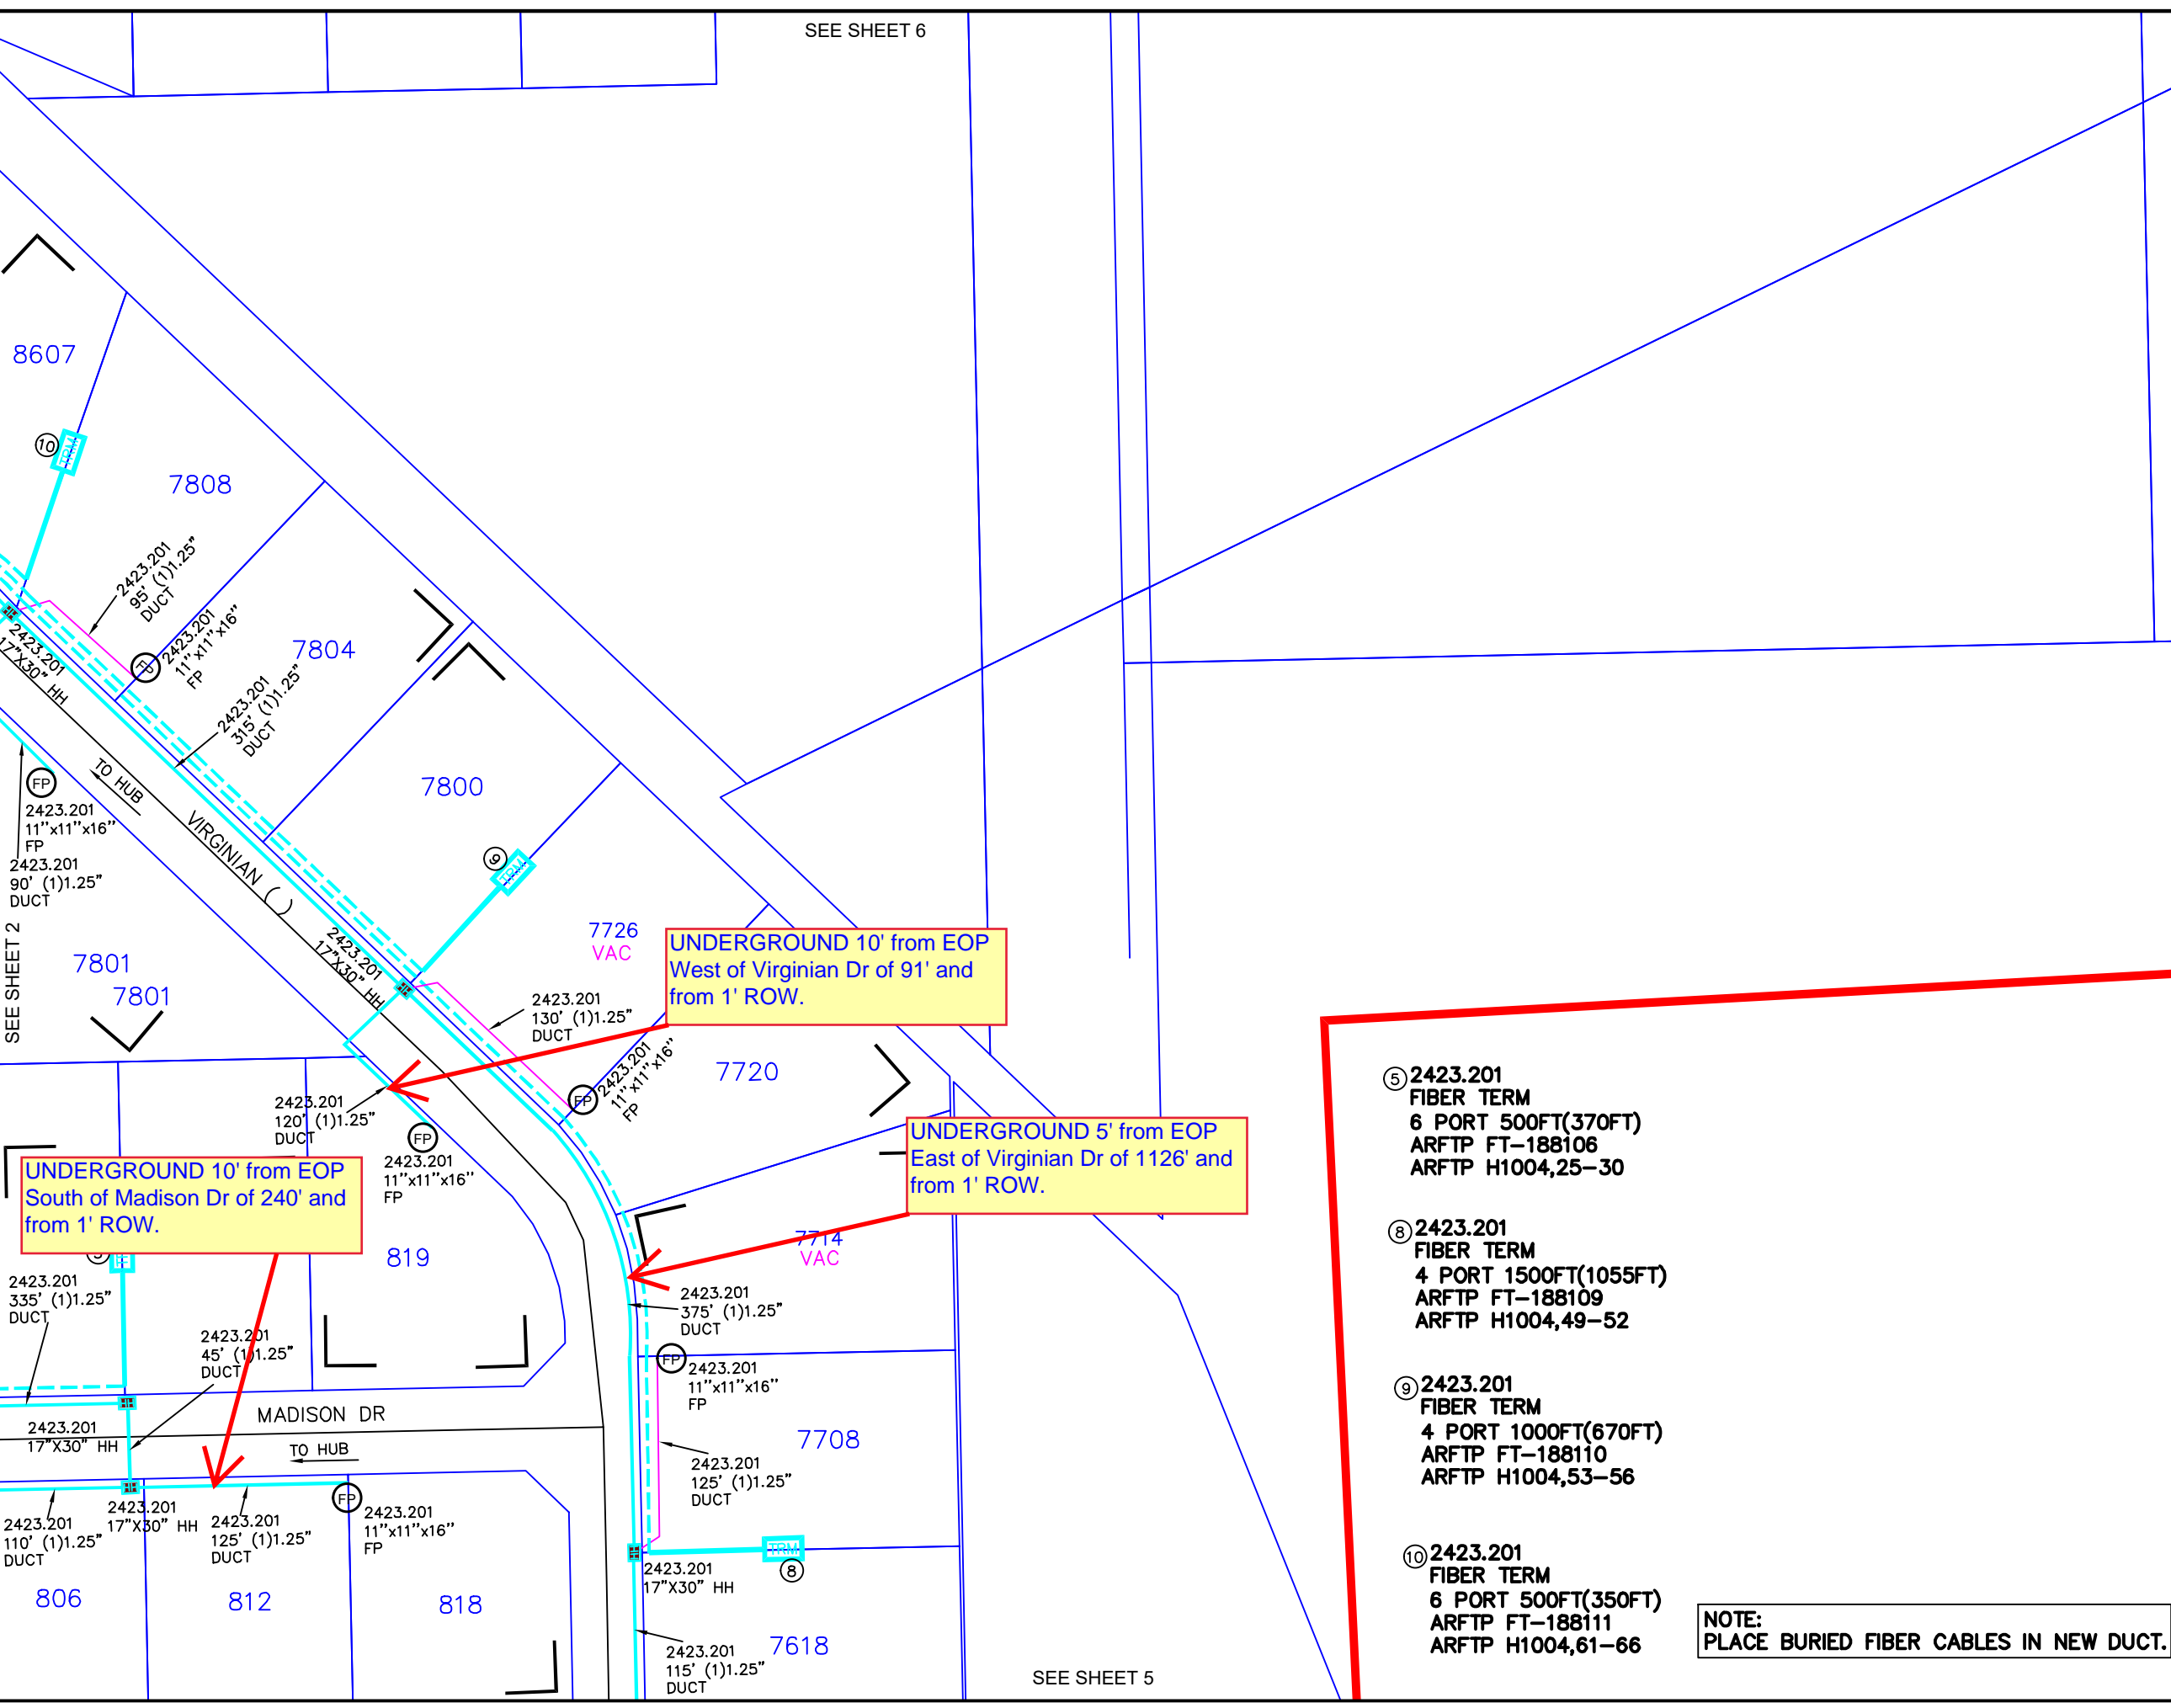 SEE SHEET 6
8607
10
TRM
7808
2423.201
95' (1)1.25"
DUCT
FP
2423.201
11"x11"x16"
FP
7804
2423.201
17"X30" HH
2423.201
315' (1)1.25"
DUCT
TO HUB
FP
2423.201
11"x11"x16"
FP
2423.201
90' (1)1.25"
DUCT
VIRGINIAN ( )
7800
9
TRM
SEE SHEET 2
7801
7801
2423.201
17"X30" HH
7726
VAC
UNDERGROUND 10' from EOP
West of Virginian Dr of 91' and
from 1' ROW.
2423.201
130' (1)1.25"
DUCT
FP
2423.201
11"x11"x16"
FP
7720
2423.201
120' (1)1.25"
DUCT
FP
2423.201
11"x11"x16"
FP
UNDERGROUND 5' from EOP
East of Virginian Dr of 1126' and
from 1' ROW.
UNDERGROUND 10' from EOP
South of Madison Dr of 240' and
from 1' ROW.
819
7714
VAC
2423.201
335' (1)1.25"
DUCT
2423.201
45' (1)1.25"
DUCT
2423.201
375' (1)1.25"
DUCT
FP
2423.201
11"x11"x16"
FP
MADISON DR
2423.201
17"X30" HH
TO HUB
7708
2423.201
125' (1)1.25"
DUCT
FP
2423.201
11"x11"x16"
FP
2423.201
110' (1)1.25"
DUCT
2423.201
17"X30" HH
2423.201
125' (1)1.25"
DUCT
TRM
8
2423.201
17"X30" HH
806
812
818
7618
2423.201
115' (1)1.25"
DUCT
SEE SHEET 5
5 2423.201
FIBER TERM
6 PORT 500FT(370FT)
ARFTP FT-188106
ARFTP H1004,25-30
8 2423.201
FIBER TERM
4 PORT 1500FT(1055FT)
ARFTP FT-188109
ARFTP H1004,49-52
9 2423.201
FIBER TERM
4 PORT 1000FT(670FT)
ARFTP FT-188110
ARFTP H1004,53-56
10 2423.201
FIBER TERM
6 PORT 500FT(350FT)
ARFTP FT-188111
ARFTP H1004,61-66
NOTE:
PLACE BURIED FIBER CABLES IN NEW DUCT.